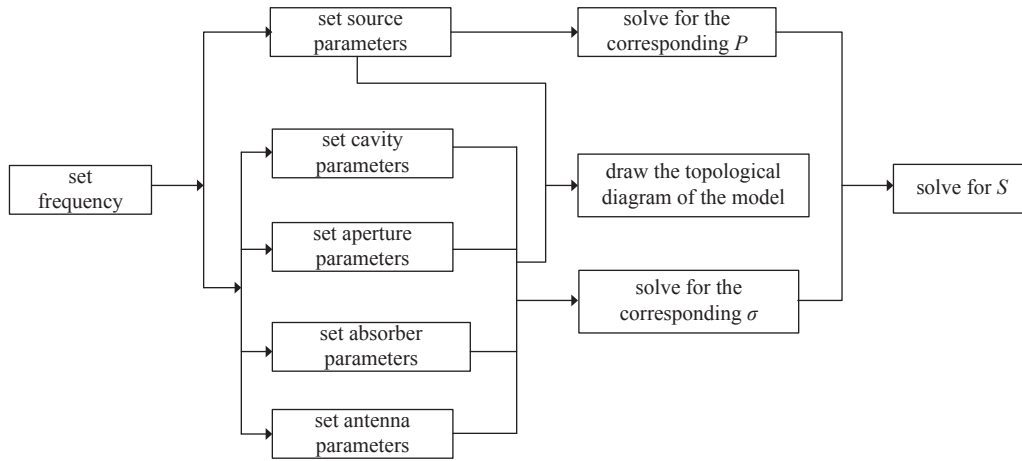 set source
parameters
solve for the
corresponding P
set cavity
parameters
set
frequency
draw the topological
diagram of the model
solve for S
set aperture
parameters
solve for the
corresponding σ
set absorber
parameters
set antenna
parameters